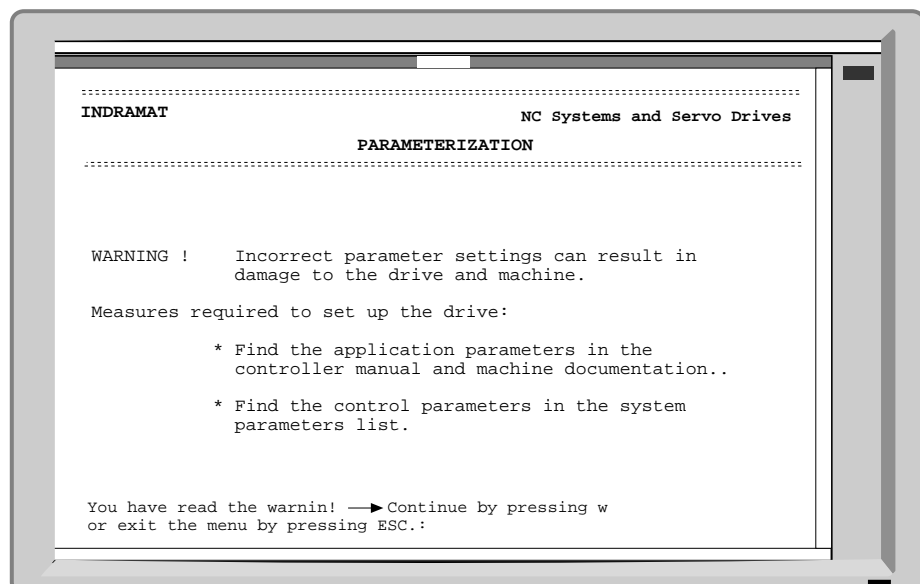 INDRAMAT
NC Systems and Servo Drives
PARAMETERIZATION
WARNING ! Incorrect parameter settings can result in
damage to the drive and machine.
Measures required to set up the drive:
* Find the application parameters in the
controller manual and machine documentation..
* Find the control parameters in the system
parameters list.
You have read the warnin! → Continue by pressing w
or exit the menu by pressing ESC.: